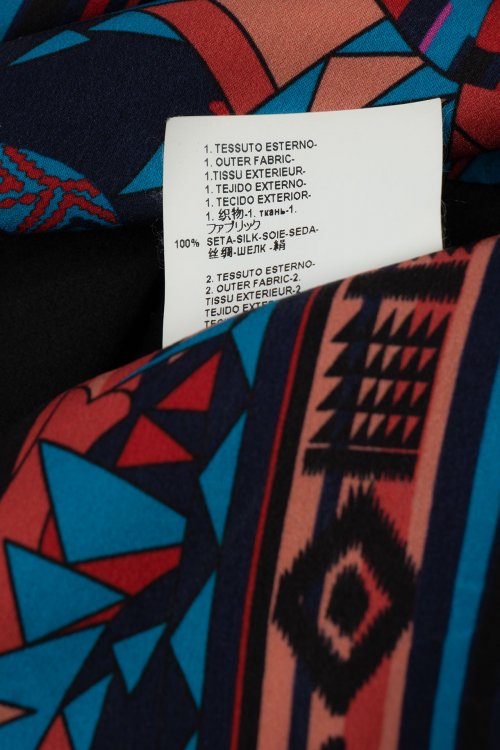 1. TESSUTO ESTERNO-
1. OUTER FABRIC-
1.TISSU EXTERIEUR-
1. TEJIDO EXTERNO-
1. TECIDO EXTERIOR-
1. 织物-1. ткань-1.
ファブリック
100% SETA-SILK-SOIE-SEDA-
丝绸-ШЕЛК -絹
2. TESSUTO ESTERNO-
2. OUTER FABRIC-2.
TISSU EXTERIEUR-2.
TEJIDO EXTERNO-